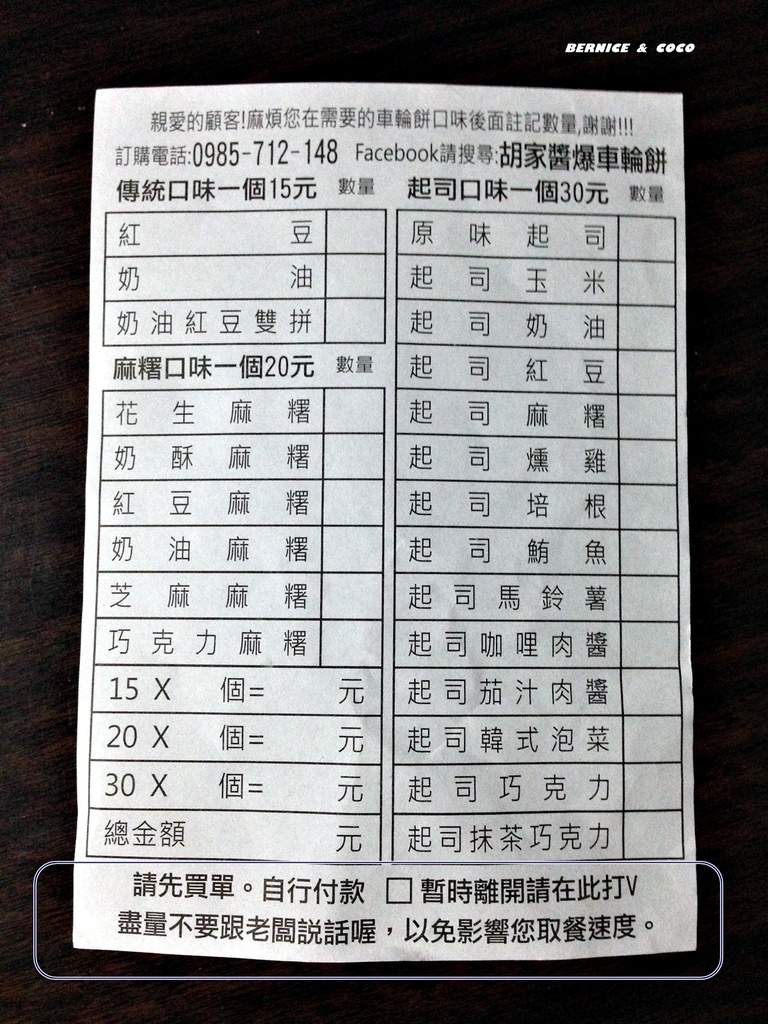 BERNICE & COCO
親愛的顧客!麻煩您在需要的車輪餅口味後面註記數量,謝謝!!!
訂購電話:0985-712-148 Facebook請搜尋:胡家醬爆車輪餅
傳統口味一個15元 數量
紅豆
奶油
奶油紅豆雙拼
麻糬口味一個20元 數量
花生麻糬
奶酥麻糬
紅豆麻糬
奶油麻糬
芝麻麻糬
巧克力麻糬
15 X 個= 元
20 X 個= 元
30 X 個= 元
總金額 元
起司口味一個30元 數量
原味起司
起司玉米
起司奶油
起司紅豆
起司麻糬
起司燻雞
起司培根
起司鮪魚
起司馬鈴薯
起司咖哩肉醬
起司茄汁肉醬
起司韓式泡菜
起司巧克力
起司抹茶巧克力
請先買單。自行付款 □暫時離開請在此打V
盡量不要跟老闆説話喔，以免影響您取餐速度。